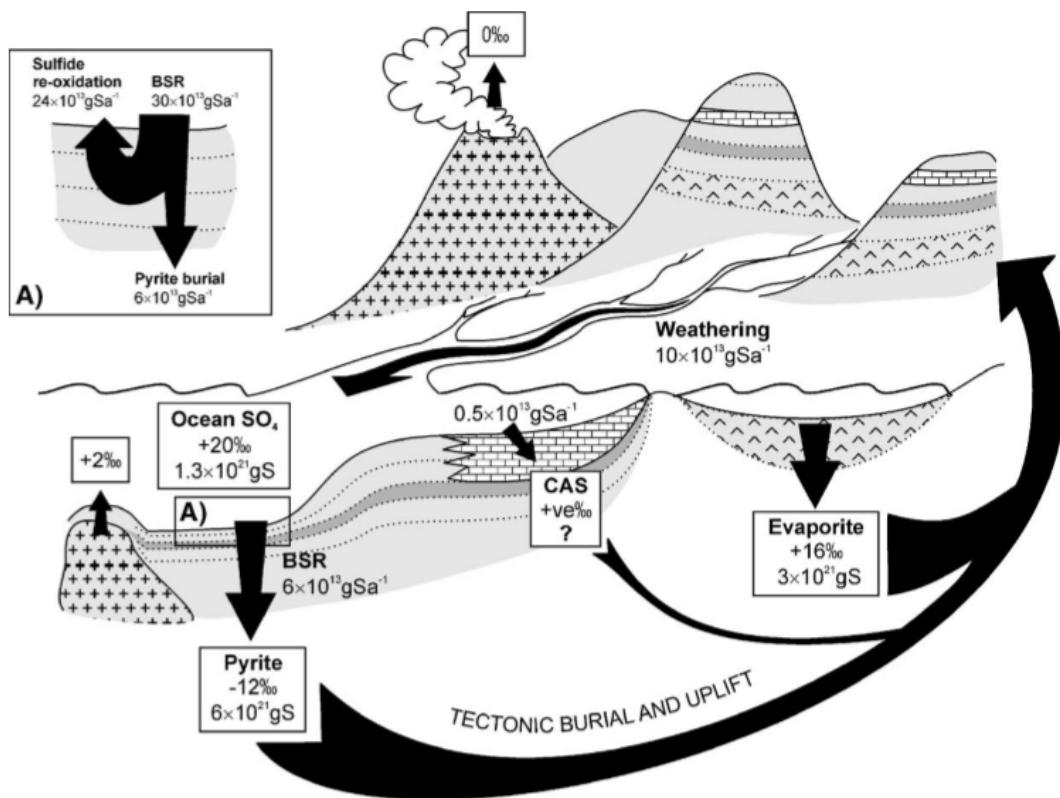 Sulfide
re-oxidation
24×10¹³gSa⁻¹
BSR
30×10¹³gSa⁻¹
Pyrite burial
6×10¹³gSa⁻¹
A)
0‰
Weathering
10×10¹³gSa⁻¹
Ocean SO₄
+20‰
1.3×10²¹gS
+2‰
A)
BSR
6×10¹³gSa⁻¹
Pyrite
-12‰
6×10²¹gS
0.5×10¹³gSa⁻¹
CAS
+ve‰
?
Evaporite
+16‰
3×10²¹gS
TECTONIC BURIAL AND UPLIFT